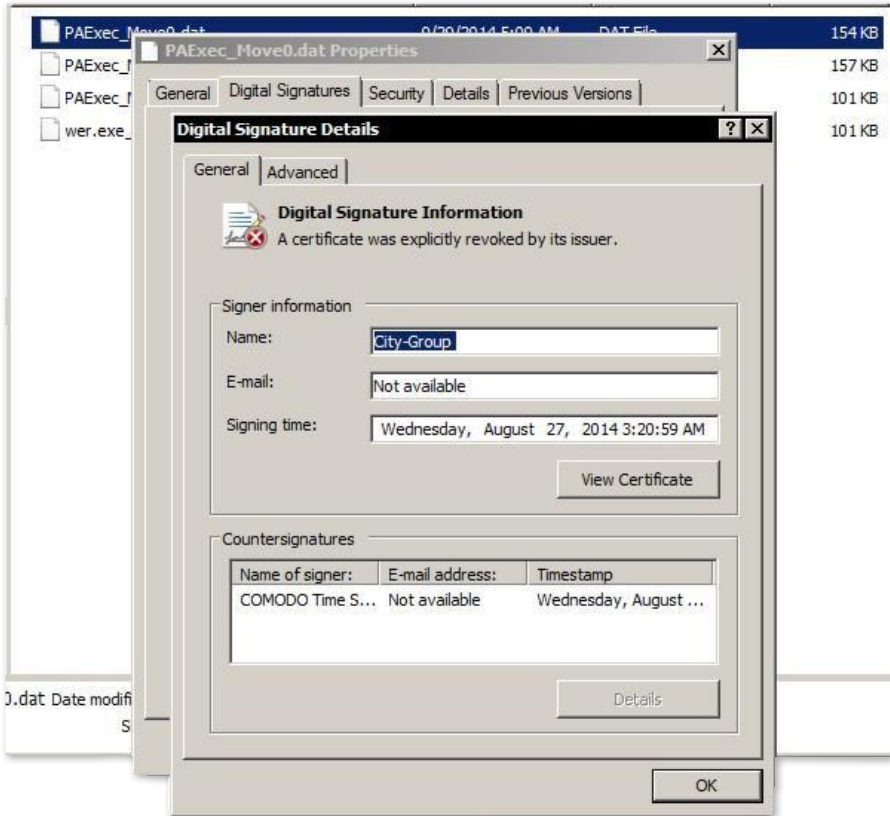 PAExec_Move0.dat 9/29/2014 5:09 AM DAT File 154 KB
PAExec_Move0.dat Properties
PAExec_ 157 KB
General Digital Signatures Security Details Previous Versions
PAExec_ 101 KB
wer.exe_ 101 KB
Digital Signature Details
General Advanced
Digital Signature Information
A certificate was explicitly revoked by its issuer.
Signer information
Name: City-Group
E-mail: Not available
Signing time: Wednesday, August 27, 2014 3:20:59 AM
View Certificate
Countersignatures
Name of signer: E-mail address: Timestamp
COMODO Time S... Not available Wednesday, August ...
Details
0.dat Date modifi
S
OK